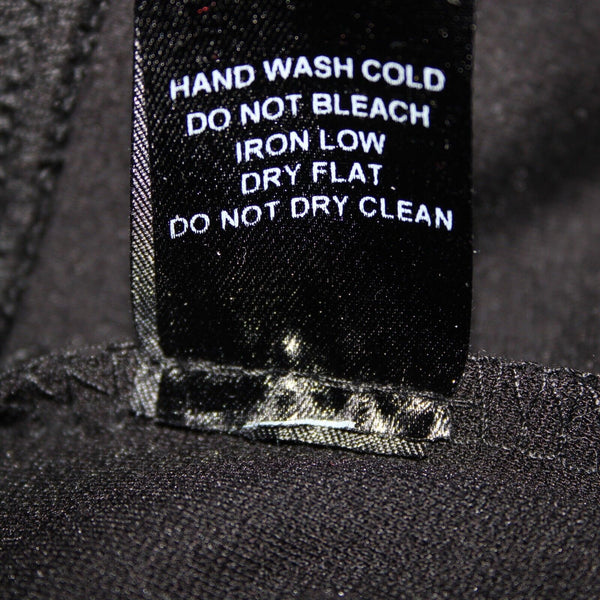 HAND WASH COLD
DO NOT BLEACH
IRON LOW
DRY FLAT
DO NOT DRY CLEAN